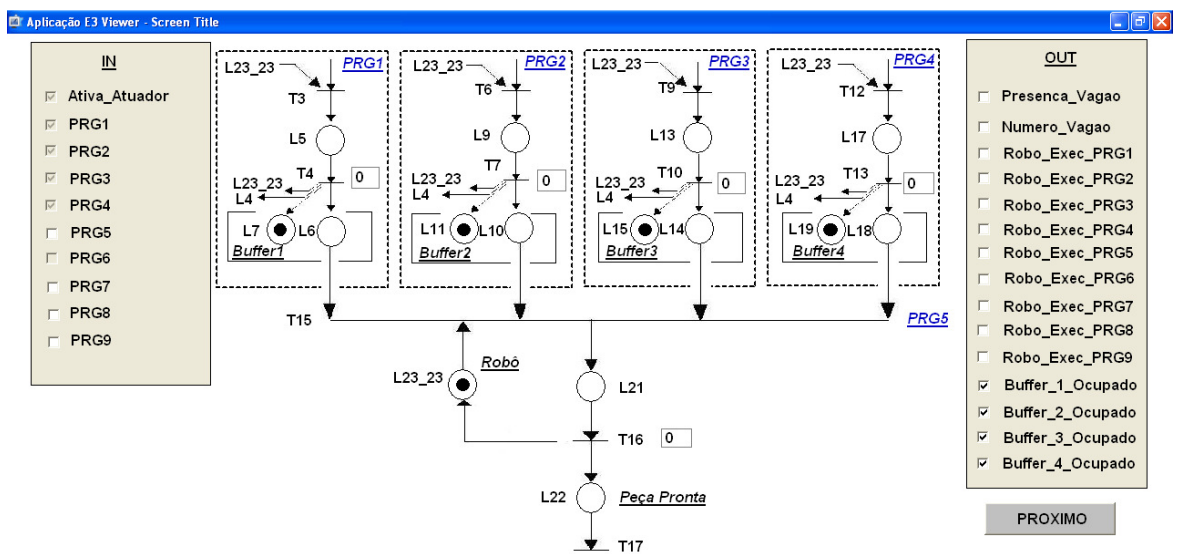 Aplicação E3 Viewer - Screen Title
IN
Ativa_Atuador
PRG1
PRG2
PRG3
PRG4
PRG5
PRG6
PRG7
PRG8
PRG9
L23_23
PRG1
T3
L5
T4
0
L23_23
L4
L7
L6
Buffer1
L23_23
PRG2
T6
L9
T7
0
L23_23
L4
L11
L10
Buffer2
L23_23
PRG3
T9
L13
T10
0
L23_23
L4
L15
L14
Buffer3
L23_23
PRG4
T12
L17
T13
0
L23_23
L4
L19
L18
Buffer4
T15
PRG5
Robô
L23_23
L21
T16
0
L22
Peça Pronta
T17
OUT
Presenca_Vagao
Numero_Vagao
Robo_Exec_PRG1
Robo_Exec_PRG2
Robo_Exec_PRG3
Robo_Exec_PRG4
Robo_Exec_PRG5
Robo_Exec_PRG6
Robo_Exec_PRG7
Robo_Exec_PRG8
Robo_Exec_PRG9
Buffer_1_Ocupado
Buffer_2_Ocupado
Buffer_3_Ocupado
Buffer_4_Ocupado
PROXIMO